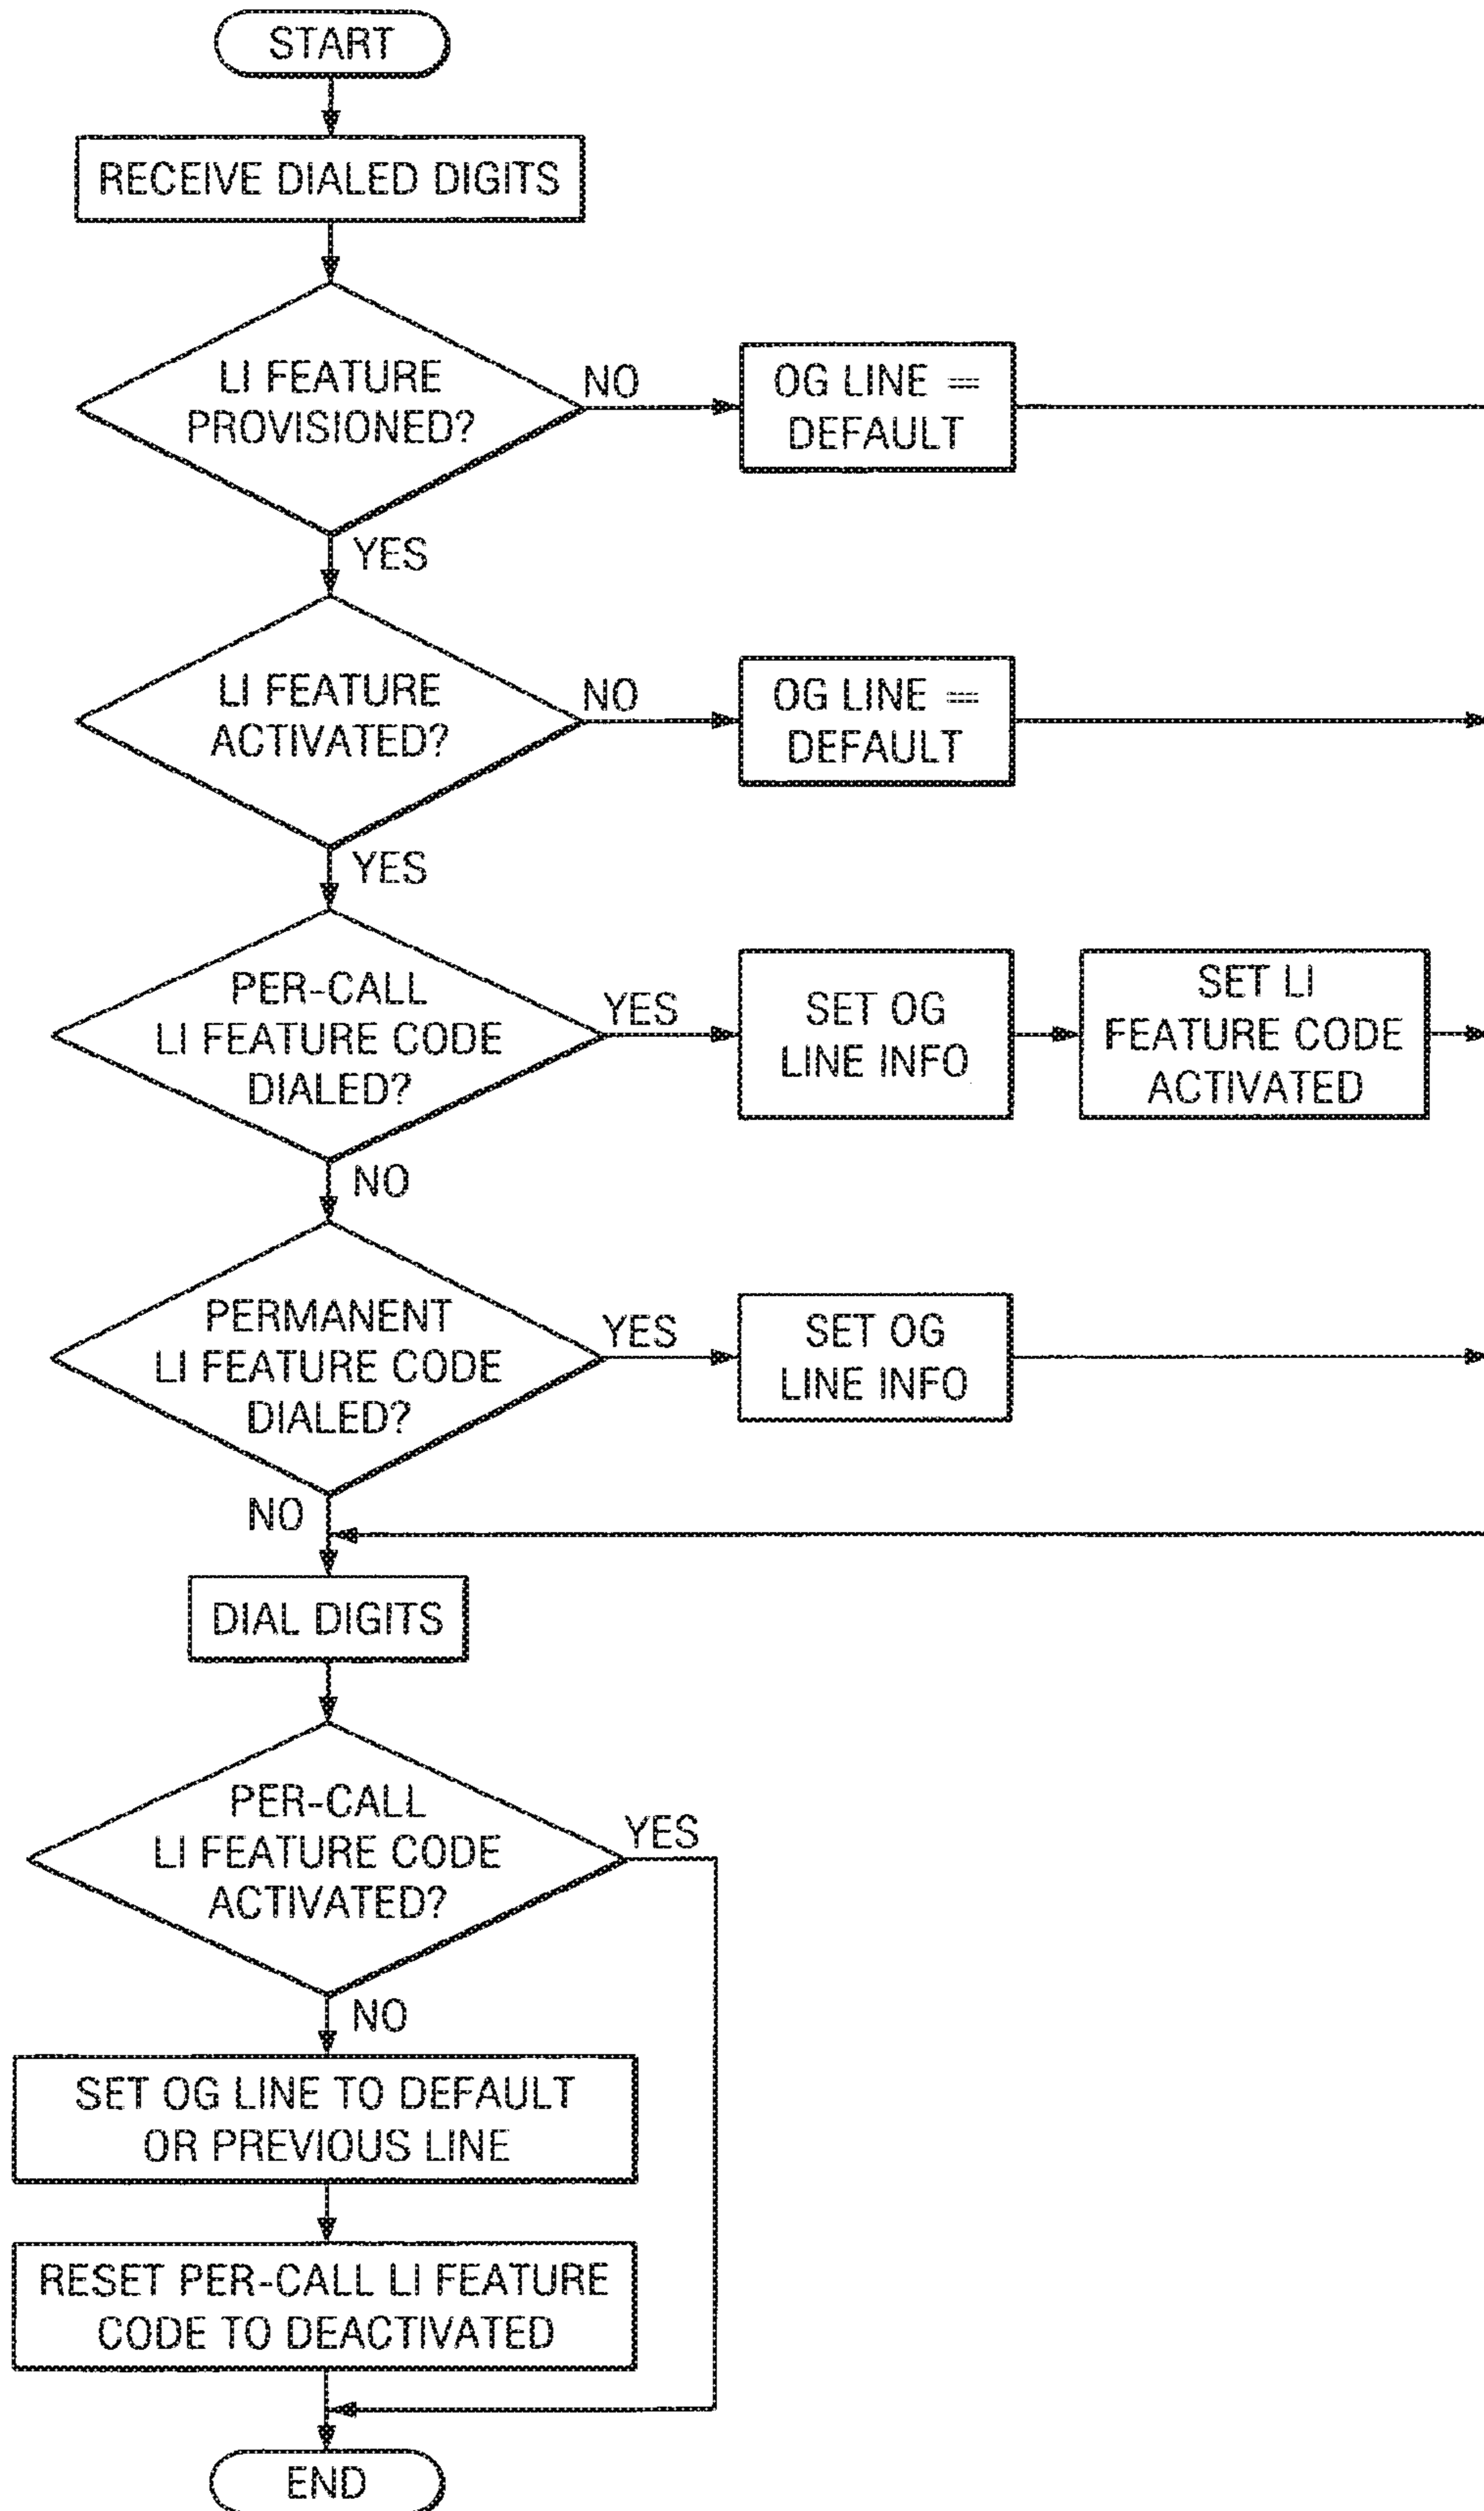 START
RECEIVE DIALED DIGITS
LI FEATURE
PROVISIONED?
NO
OG LINE =
DEFAULT
YES
LI FEATURE
ACTIVATED?
NO
OG LINE =
DEFAULT
YES
PER-CALL
LI FEATURE CODE
DIALED?
YES
SET OG
LINE INFO
SET LI
FEATURE CODE
ACTIVATED
NO
PERMANENT
LI FEATURE CODE
DIALED?
YES
SET OG
LINE INFO
NO
DIAL DIGITS
PER-CALL
LI FEATURE CODE
ACTIVATED?
YES
NO
SET OG LINE TO DEFAULT
OR PREVIOUS LINE
RESET PER-CALL LI FEATURE
CODE TO DEACTIVATED
END